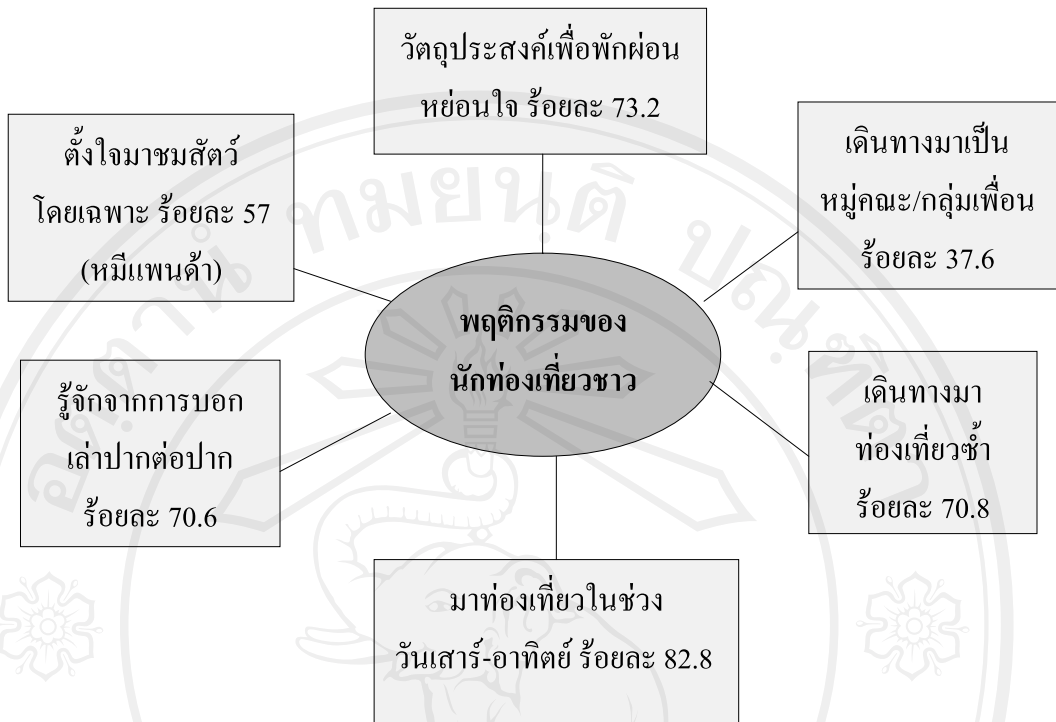 วัตถุประสงค์เพื่อพักผ่อน
หย่อนใจ ร้อยละ 73.2
ตั้งใจมาชมสัตว์
โดยเฉพาะ ร้อยละ 57
(หมีแพนด้า)
เดินทางมาเป็น
หมู่คณะ/กลุ่มเพื่อน
ร้อยละ 37.6
พฤติกรรมของ
นักท่องเที่ยวชาว
รู้จักจากการบอก
เล่าปากต่อปาก
ร้อยละ 70.6
เดินทางมา
ท่องเที่ยวซ้ำ
ร้อยละ 70.8
มาท่องเที่ยวในช่วง
วันเสาร์-อาทิตย์ ร้อยละ 82.8